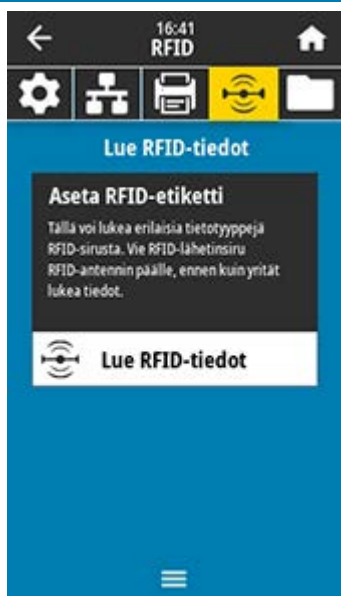 16:41
RFID
Lue RFID-tiedot
Aseta RFID-etiketti
Tällä voi lukea erilaisia tietotyyppejä
RFID-sirusta. Vie RFID-lähetinsiru
RFID-antennin päälle, ennen kuin yrität
lukea tiedot.
Lue RFID-tiedot